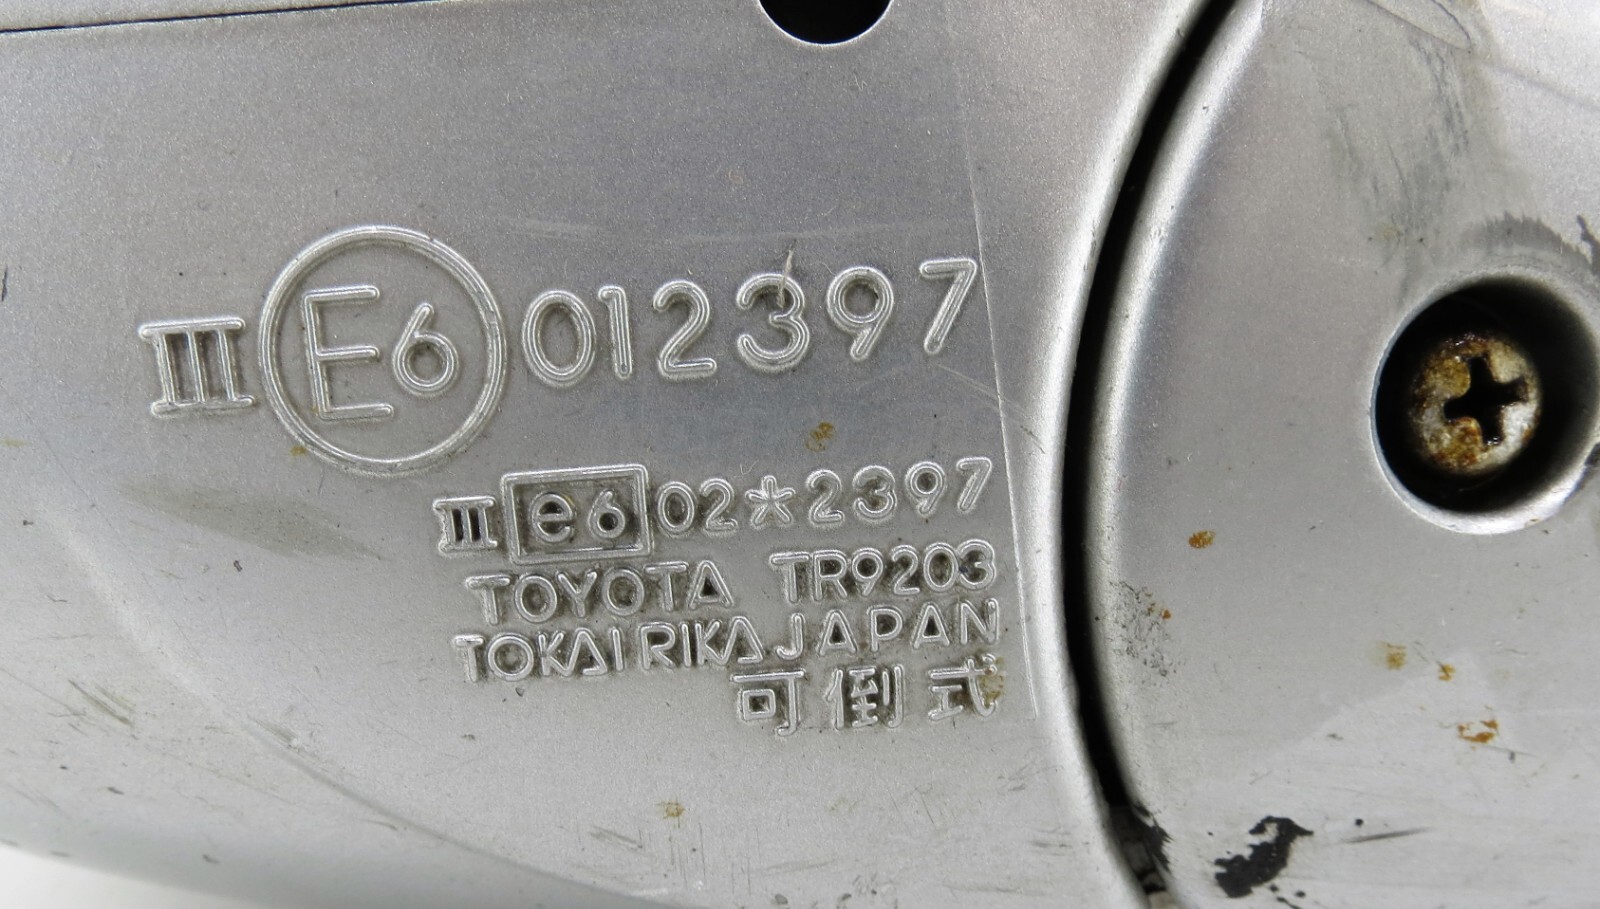 III E6 012397
III e6 02*2397
TOYOTA TR9203
TOKAI RIKA JAPAN
可倒式